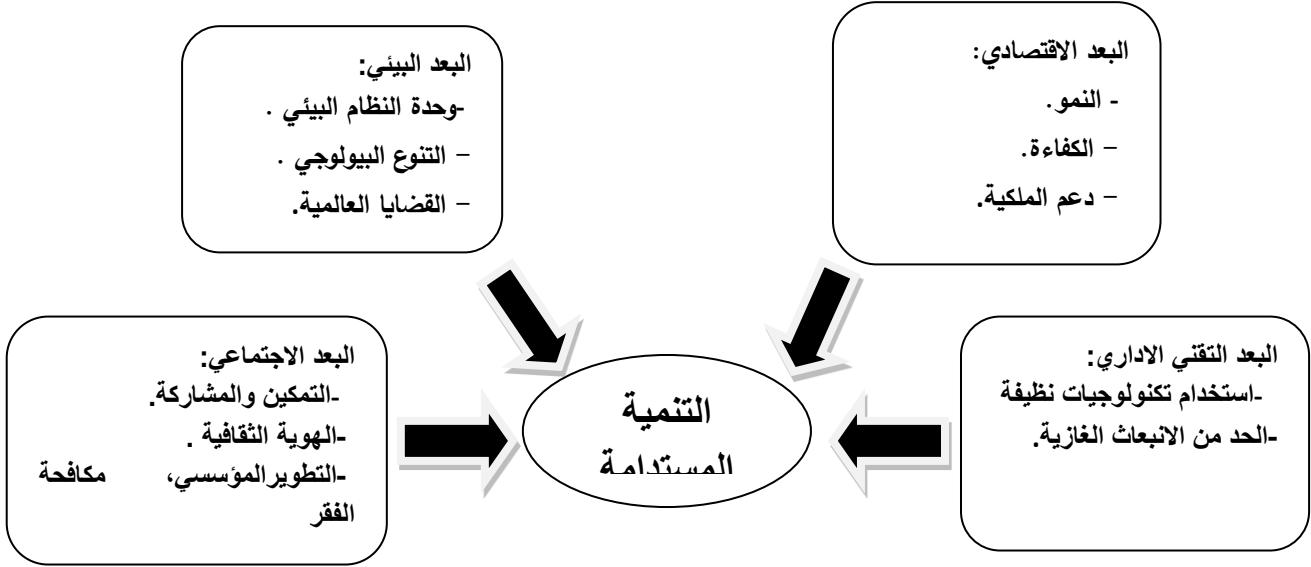 البعد الاقتصادي:
- النمو.
– الكفاءة.
– دعم الملكية.
البعد البيئي:
-وحدة النظام البيئي .
– التنوع البيولوجي .
– القضايا العالمية.
البعد التقني الاداري:
-استخدام تكنولوجيات نظيفة
-الحد من الانبعاث الغازية.
التنمية
المستدامة
البعد الاجتماعي:
-التمكين والمشاركة.
-الهوية الثقافية .
-التطويرالمؤسسي، مكافحة
الفقر